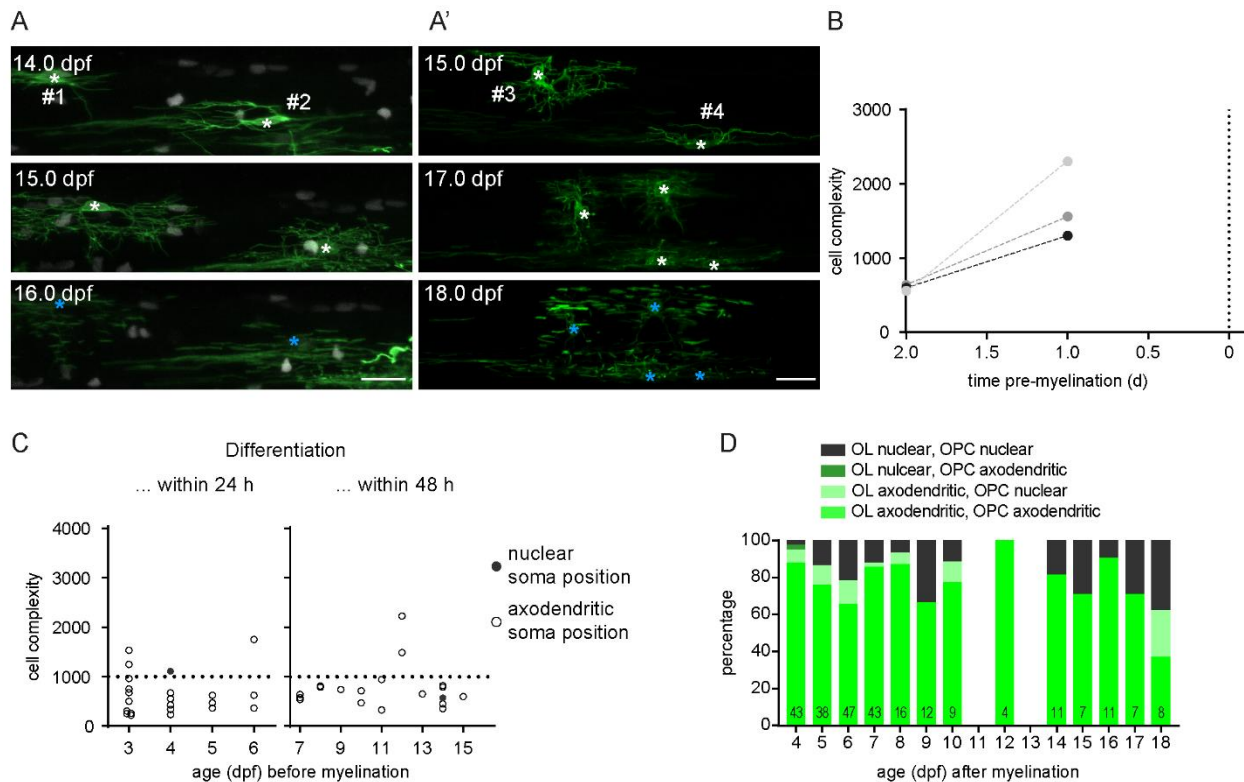 A
14.0 dpf
*
#1
#2
*
15.0 dpf
*
*
16.0 dpf
*
*
A'
15.0 dpf
*
#3
#4
*
17.0 dpf
*
*
*
*
18.0 dpf
*
*
*
*
B
3000
2000
1000
0
cell complexity
2.0 1.5 1.0 0.5 0
time pre-myelination (d)
C
Differentiation
... within 24 h ... within 48 h
4000
3000
2000
1000
0
cell complexity
nuclear
soma position
axodendritic
soma position
3 4 5 6 7 9 11 13 15
age (dpf) before myelination
D
OL nuclear, OPC nuclear
OL nulcear, OPC axodendritic
OL axodendritic, OPC nuclear
OL axodendritic, OPC axodendritic
100
80
60
40
20
0
percentage
43 38 47 43 16 12 9 4 11 7 11 7 8
4 5 6 7 8 9 10 11 12 13 14 15 16 17 18
age (dpf) after myelination